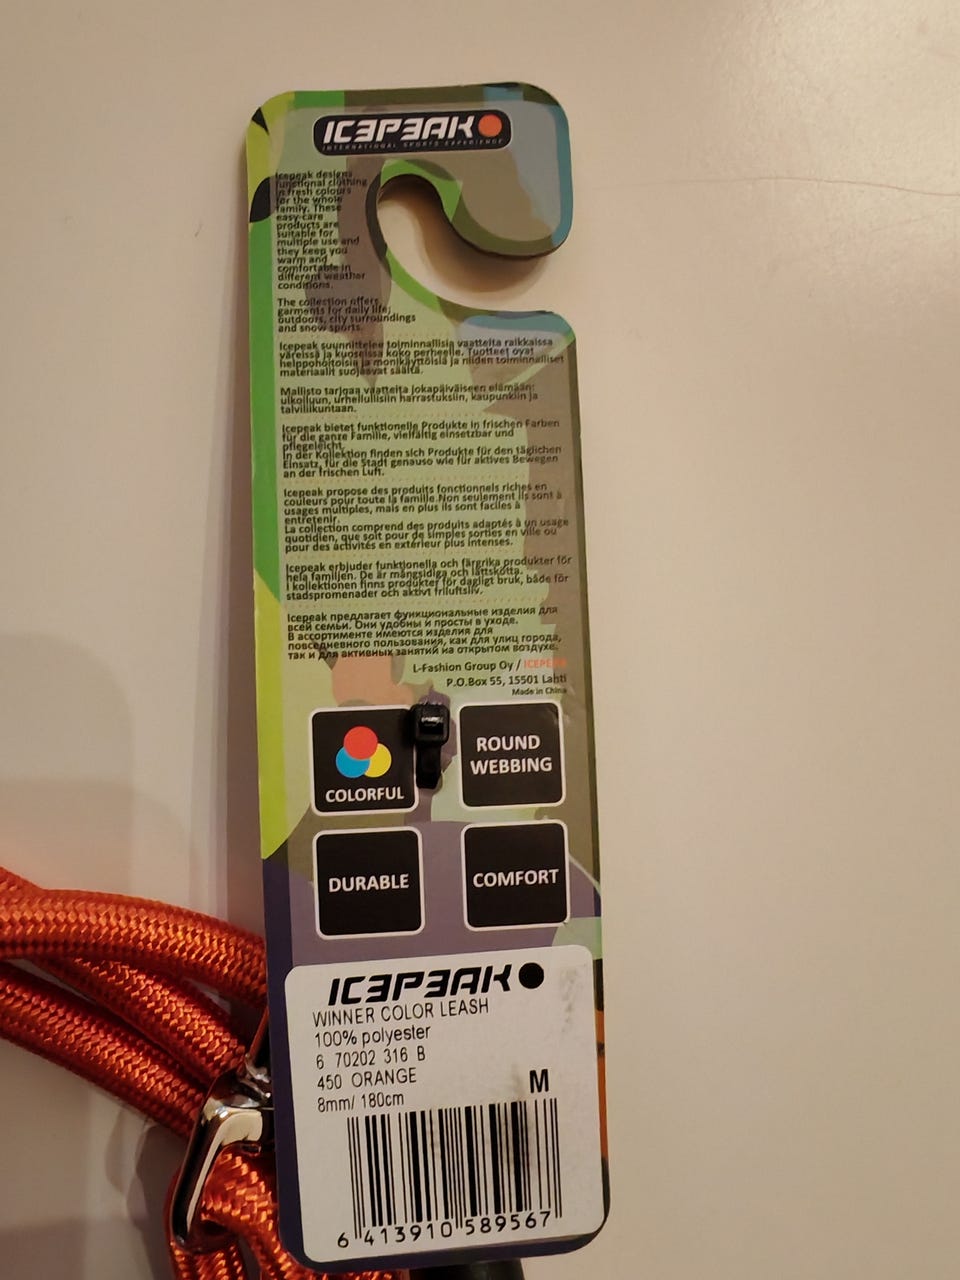 ICEPEAK
INTERNATIONAL SPORTS EXPERIENCE
Icepeak designs
functional clothing
in fresh colours
for the whole
family. These
easy-care
products are
suitable for
multiple use and
they keep you
warm and
comfortable in
different weather
conditions.
The collection offers
garments for daily life;
outdoors, city surroundings
and snow sports.
Icepeak suunnittelee toiminnallisia vaatteita raikkaissa
väreissä ja kuoseissa koko perheelle. Tuotteet ovat
helppohoitoisia ja monikäyttöisiä ja niiden toiminnalliset
materiaalit suojaavat säältä.
Mallisto tarjoaa vaatteita jokapäiväiseen elämään:
ulkoiluun, urheilullisiin harrastuksiin, kaupunkiin ja
talviliikuntaan.
Icepeak bietet funktionelle Produkte in frischen Farben
für die ganze Familie, vielfältig einsetzbar und
pflegeleicht.
In der Kollektion finden sich Produkte für den täglichen
Einsatz, für die Stadt genauso wie für aktives Bewegen
an der frischen Luft.
Icepeak propose des produits fonctionnels riches en
couleurs pour toute la famille.Non seulement ils sont à
usages multiples, mais en plus ils sont faciles à
entretenir.
La collection comprend des produits adaptés à un usage
quotidien, que soit pour de simples sorties en ville ou
pour des activités en extérieur plus intenses.
Icepeak erbjuder funktionella och färgrika produkter för
hela familjen. De är mångsidiga och lättskötta.
I kollektionen finns produkter för dagligt bruk, både för
stadspromenader och aktivt friluftsliv.
Icepeak предлагает функциональные изделия для
всей семьи. Они удобны и просты в уходе.
В ассортименте имеются изделия для
повседневного пользования, как для улиц города,
так и для активных занятий на открытом воздухе.
L-Fashion Group Oy / ICEPEAK
P.O.Box 55, 15501 Lahti
Made in China
COLORFUL
ROUND
WEBBING
DURABLE
COMFORT
ICEPEAK
WINNER COLOR LEASH
100% polyester
6 70202 316 B
450 ORANGE
M
8mm/ 180cm
6 413910 589567